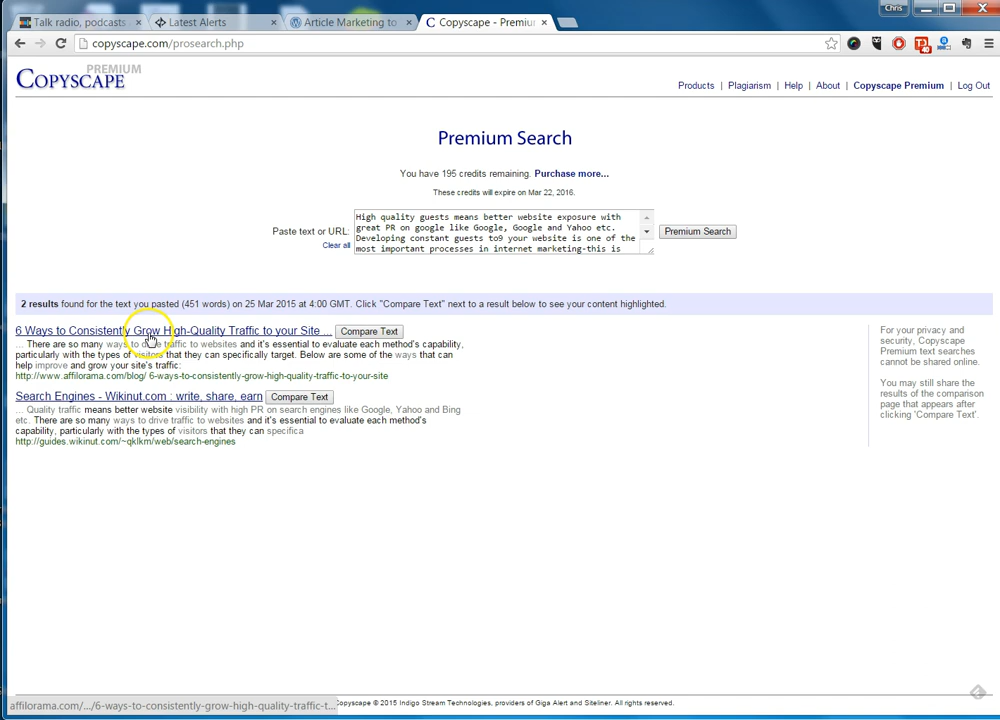 Chris
Talk radio, podcasts
Latest Alerts
Article Marketing to
Copyscape - Premiu
copyscape.com/prosearch.php
PREMIUM
COPYSCAPE
Products | Plagiarism | Help | About | Copyscape Premium | Log Out
Premium Search
You have 195 credits remaining. Purchase more...
These credits will expire on Mar 22, 2016.
Paste text or URL:
Clear all
High quality guests means better website exposure with
great PR on google like Google, Google and Yahoo etc.
Developing constant guests to9 your website is one of the
most important processes in internet marketing-this is
Premium Search
2 results found for the text you pasted (451 words) on 25 Mar 2015 at 4:00 GMT. Click "Compare Text" next to a result below to see your content highlighted.
6 Ways to Consistently Grow High-Quality Traffic to your Site ... Compare Text
... There are so many ways to drive traffic to websites and it's essential to evaluate each method's capability,
particularly with the types of visitors that they can specifically target. Below are some of the ways that can
help improve and grow your site's traffic:
http://www.affilorama.com/blog/ 6-ways-to-consistently-grow-high-quality-traffic-to-your-site
Search Engines - Wikinut.com : write, share, earn Compare Text
... Quality traffic means better website visibility with high PR on search engines like Google, Yahoo and Bing
etc. There are so many ways to drive traffic to websites and it's essential to evaluate each method's
capability, particularly with the types of visitors that they can specifica
http://guides.wikinut.com/~qklkm/web/search-engines
For your privacy and
security, Copyscape
Premium text searches
cannot be shared online.
You may still share the
results of the comparison
page that appears after
clicking 'Compare Text'.
affilorama.com/.../6-ways-to-consistently-grow-high-quality-traffic-t...
Copyscape © 2015 Indigo Stream Technologies, providers of Giga Alert and Siteliner. All rights reserved.